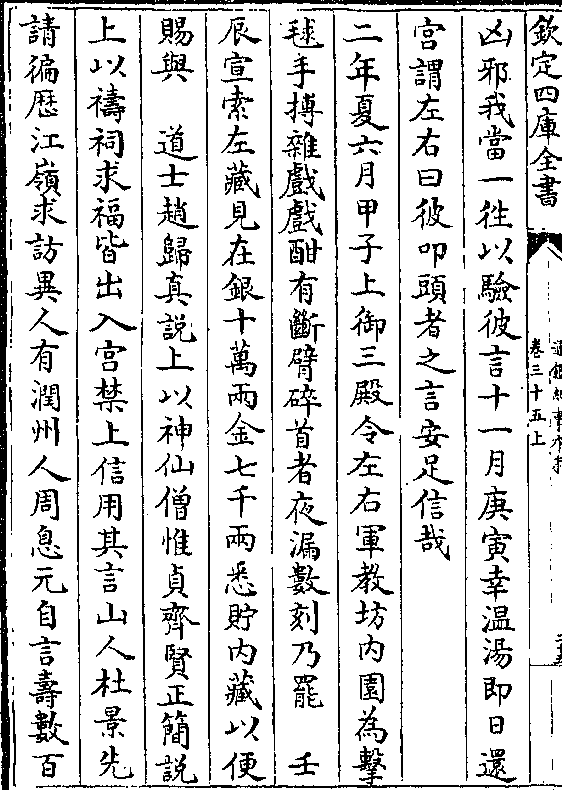 欽定四庫全書
通鑑紀事本末
卷三十五上
凶邪我當一往以驗彼言十一月庚寅幸温湯即日還
宮謂左右曰彼叩頭者之言安足信哉
二年夏六月甲子上御三殿令左右軍教坊内園為擊
毬手搏雜戲戲酣有斷臂碎首者夜漏數刻乃罷　壬
辰宣索左藏見在銀十萬兩金七千兩悉貯内藏以便
賜與　道士趙歸真説上以神仙僧惟貞齊賢正簡説
上以禱祠求福皆出入宮禁上信用其言山人杜景先
請徧歴江嶺求訪異人有潤州人周息元自言壽數百